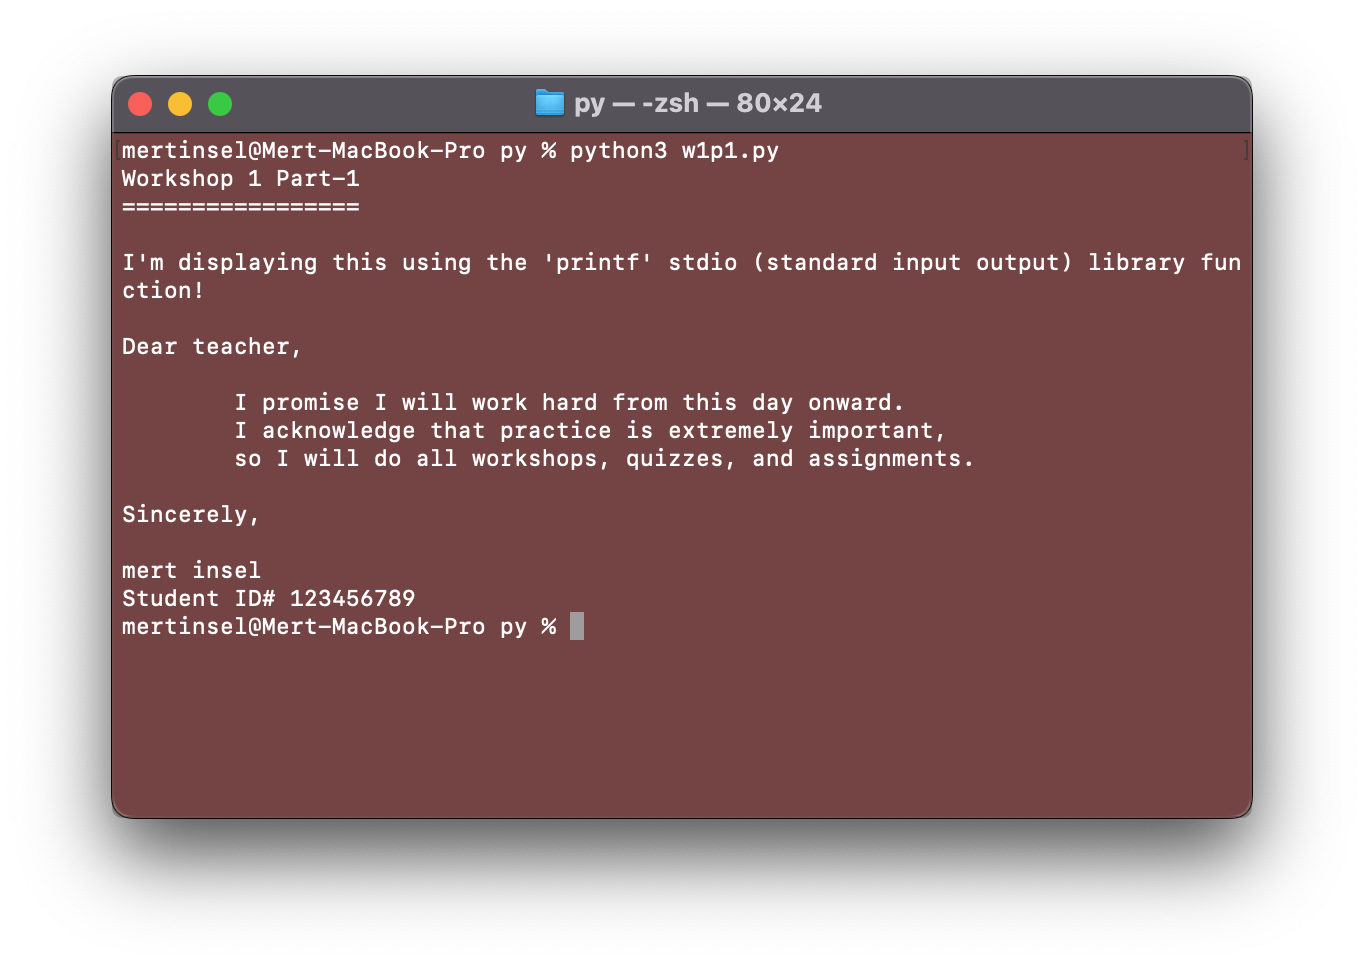 py — -zsh — 80×24
mertinsel@Mert-MacBook-Pro py % python3 w1p1.py
Workshop 1 Part-1
=================
I'm displaying this using the 'printf' stdio (standard input output) library fun
ction!
Dear teacher,
I promise I will work hard from this day onward.
I acknowledge that practice is extremely important,
so I will do all workshops, quizzes, and assignments.
Sincerely,
mert insel
Student ID# 123456789
mertinsel@Mert-MacBook-Pro py %